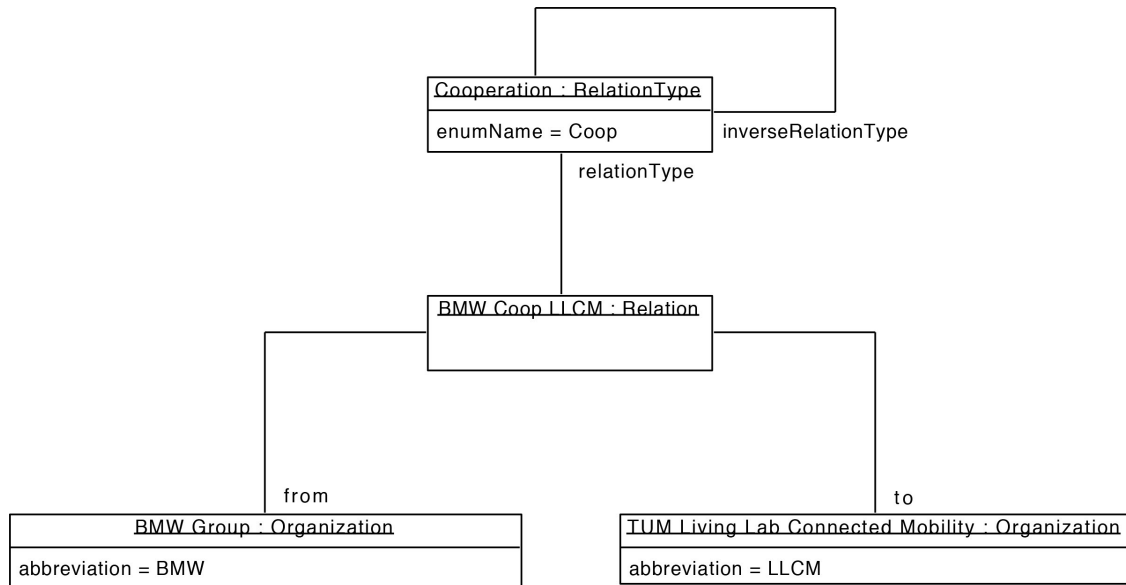 Cooperation : RelationType
enumName = Coop
inverseRelationType
relationType
BMW Coop LLCM : Relation
from
to
BMW Group : Organization
abbreviation = BMW
TUM Living Lab Connected Mobility : Organization
abbreviation = LLCM